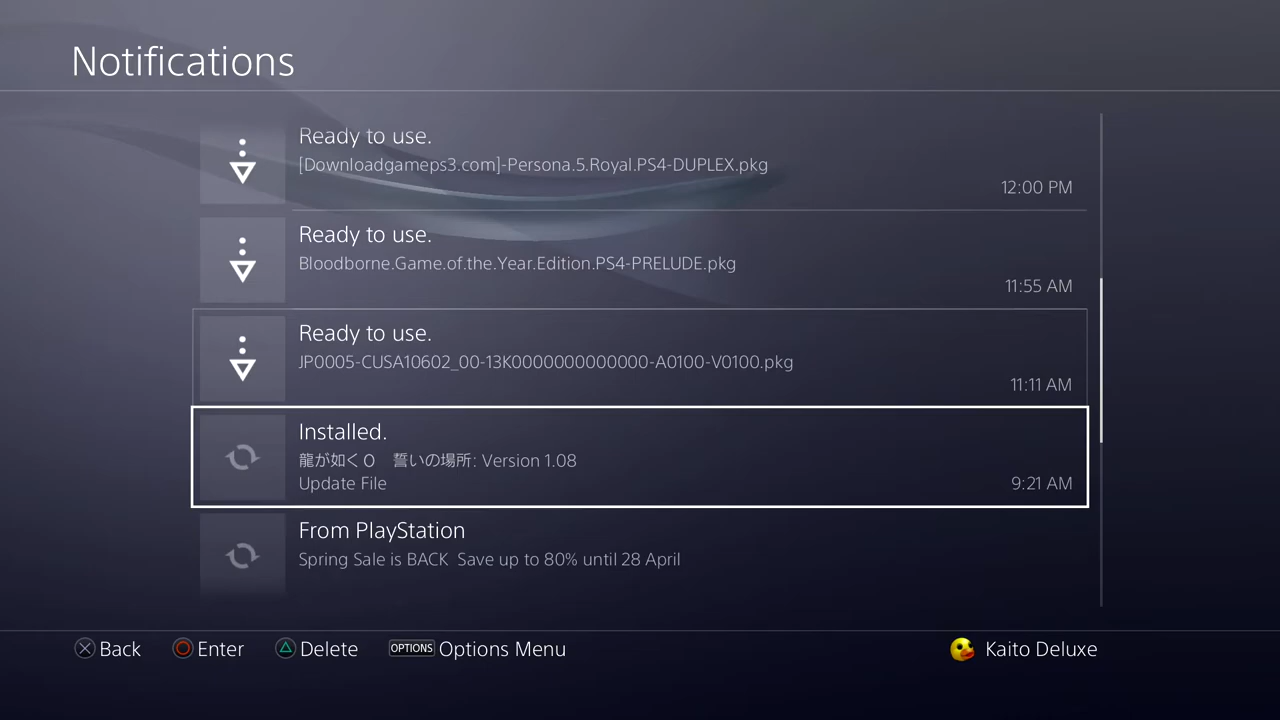 Notifications
Ready to use.
[Downloadgameps3.com]-Persona.5.Royal.PS4-DUPLEX.pkg
12:00 PM
Ready to use.
Bloodborne.Game.of.the.Year.Edition.PS4-PRELUDE.pkg
11:55 AM
Ready to use.
JP0005-CUSA10602_00-13K0000000000000-A0100-V0100.pkg
11:11 AM
Installed.
龍が如く０　誓いの場所: Version 1.08
Update File
9:21 AM
From PlayStation
Spring Sale is BACK  Save up to 80% until 28 April
Back
Enter
Delete
OPTIONS Options Menu
Kaito Deluxe